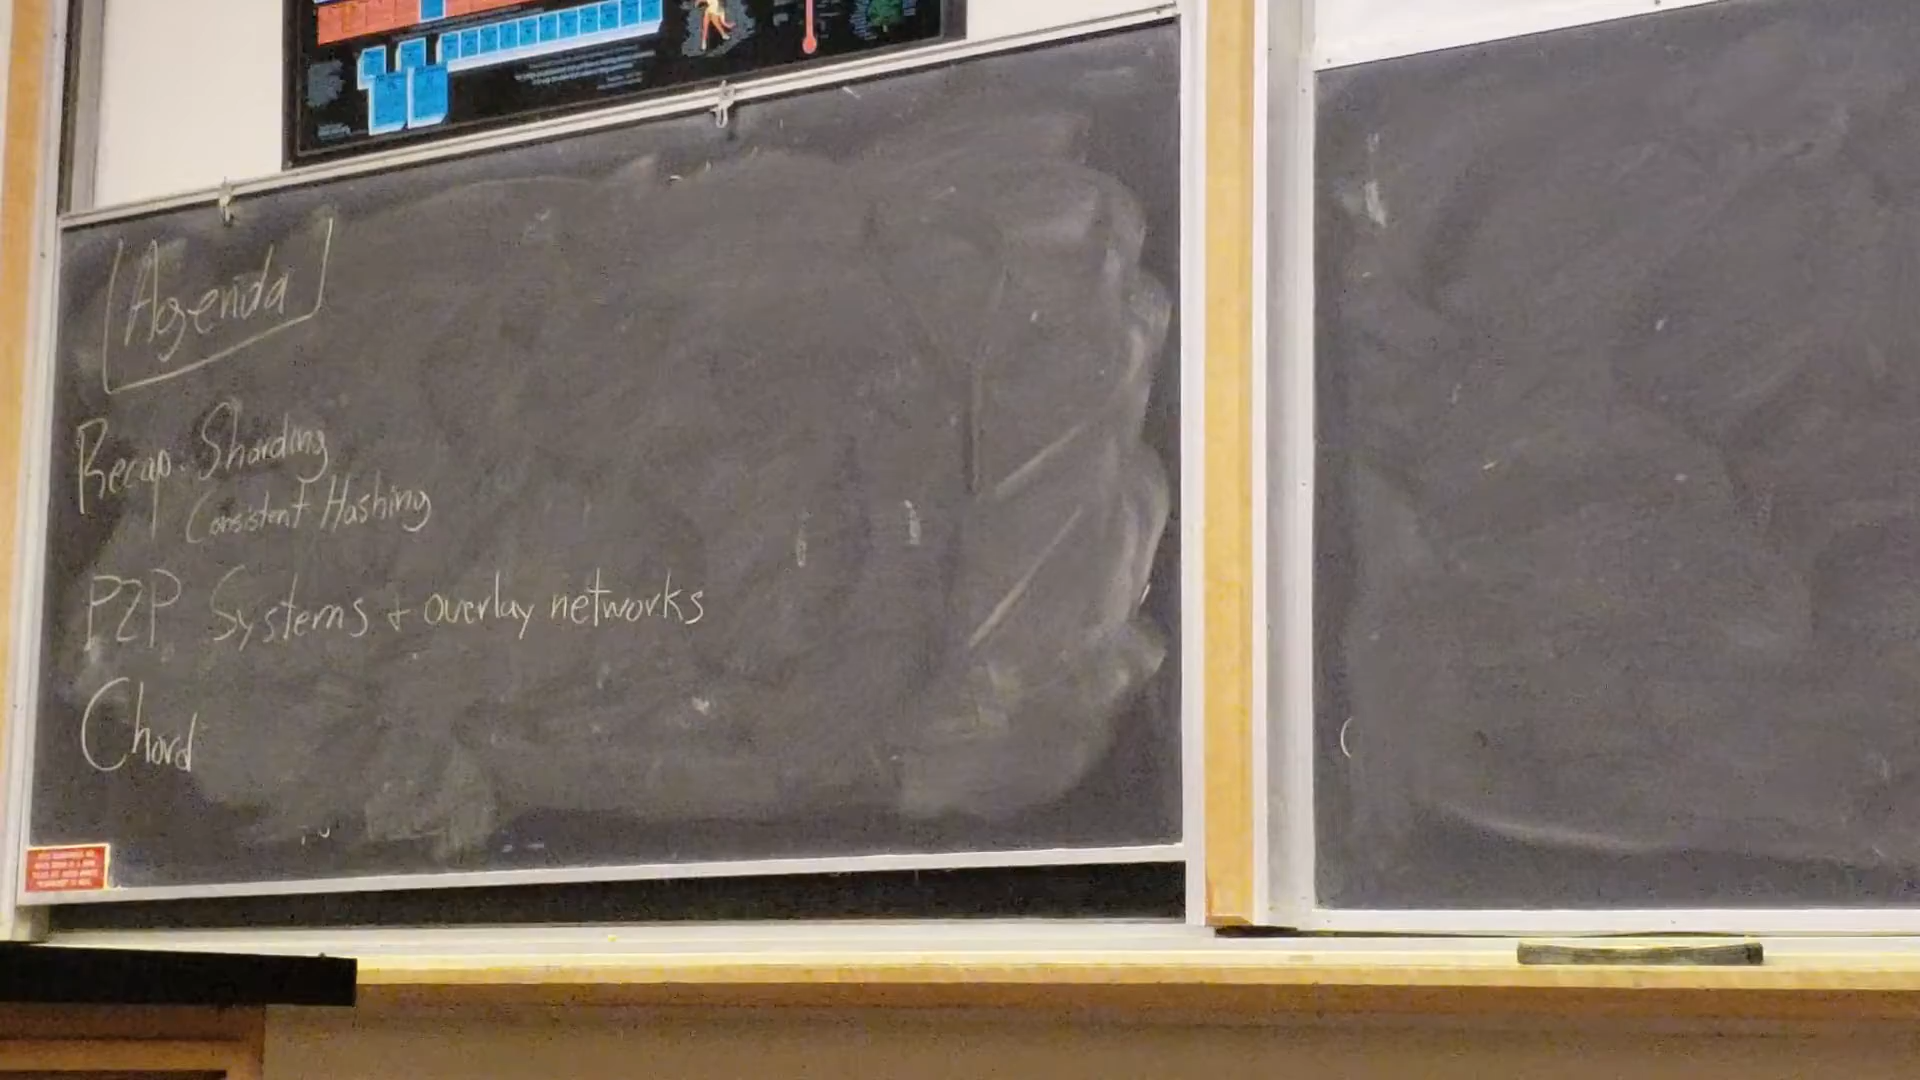 Agenda
Recap: Sharding
Consistent Hashing
P2P Systems + overlay networks
Chord